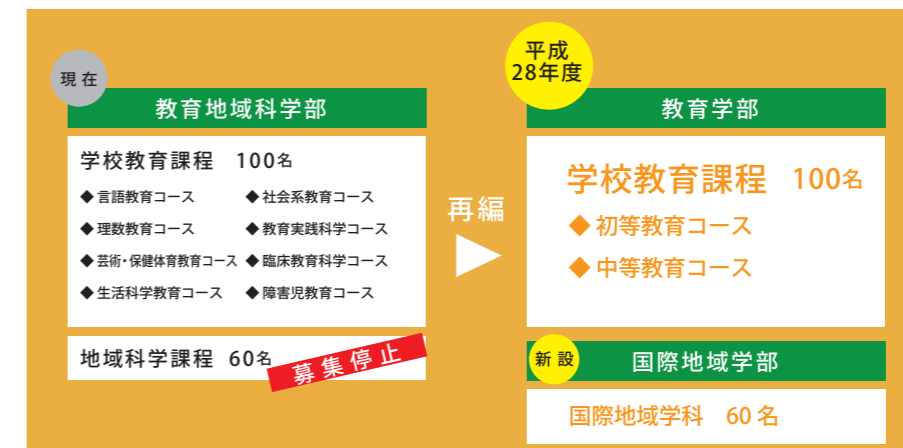 現在
教育地域科学部
学校教育課程 100名
◆言語教育コース ◆社会系教育コース
◆理数教育コース ◆教育実践科学コース
◆芸術・保健体育教育コース ◆臨床教育科学コース
◆生活科学教育コース ◆障害児教育コース
地域科学課程 60名
募集停止
再編
平成
28年度
教育学部
学校教育課程 100名
◆初等教育コース
◆中等教育コース
新設
国際地域学部
国際地域学科 60名